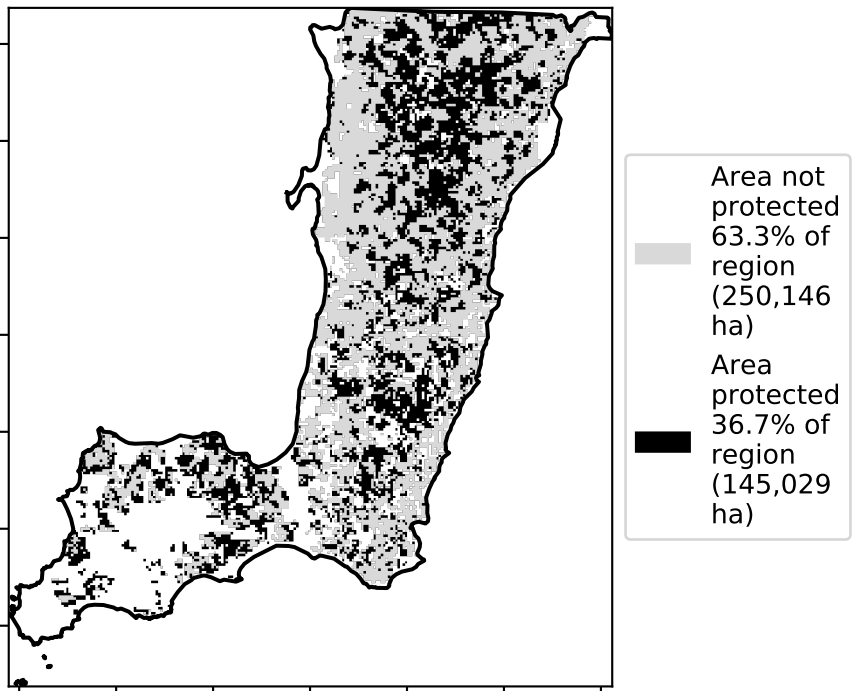 Area not
protected
63.3% of
region
(250,146
ha)
Area
protected
36.7% of
region
(145,029
ha)